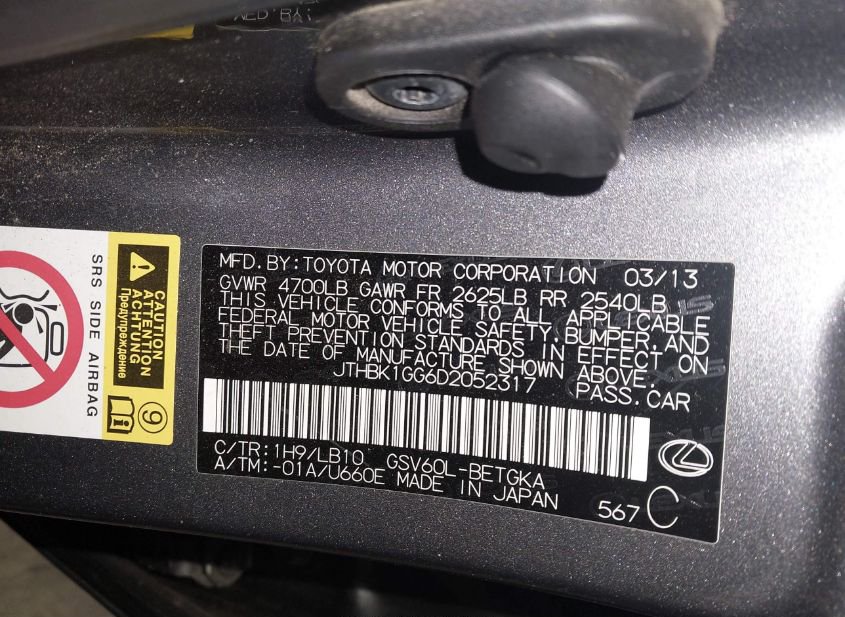 SRS SIDE AIRBAG
CAUTION
ATTENTION
ACHTUNG
Предупреждение
9
MFD. BY: TOYOTA MOTOR CORPORATION 03/13
GVWR 4700LB GAWR FR 2625LB RR 2540LB
THIS VEHICLE CONFORMS TO ALL APPLICABLE
FEDERAL MOTOR VEHICLE SAFETY, BUMPER, AND
THEFT PREVENTION STANDARDS IN EFFECT ON
THE DATE OF MANUFACTURE SHOWN ABOVE.
JTHBK1GG6D2052317 PASS. CAR
C/TR: 1H9/LB10 GSV60L-BETGKA
A/TM: -01A/U660E MADE IN JAPAN
567 C